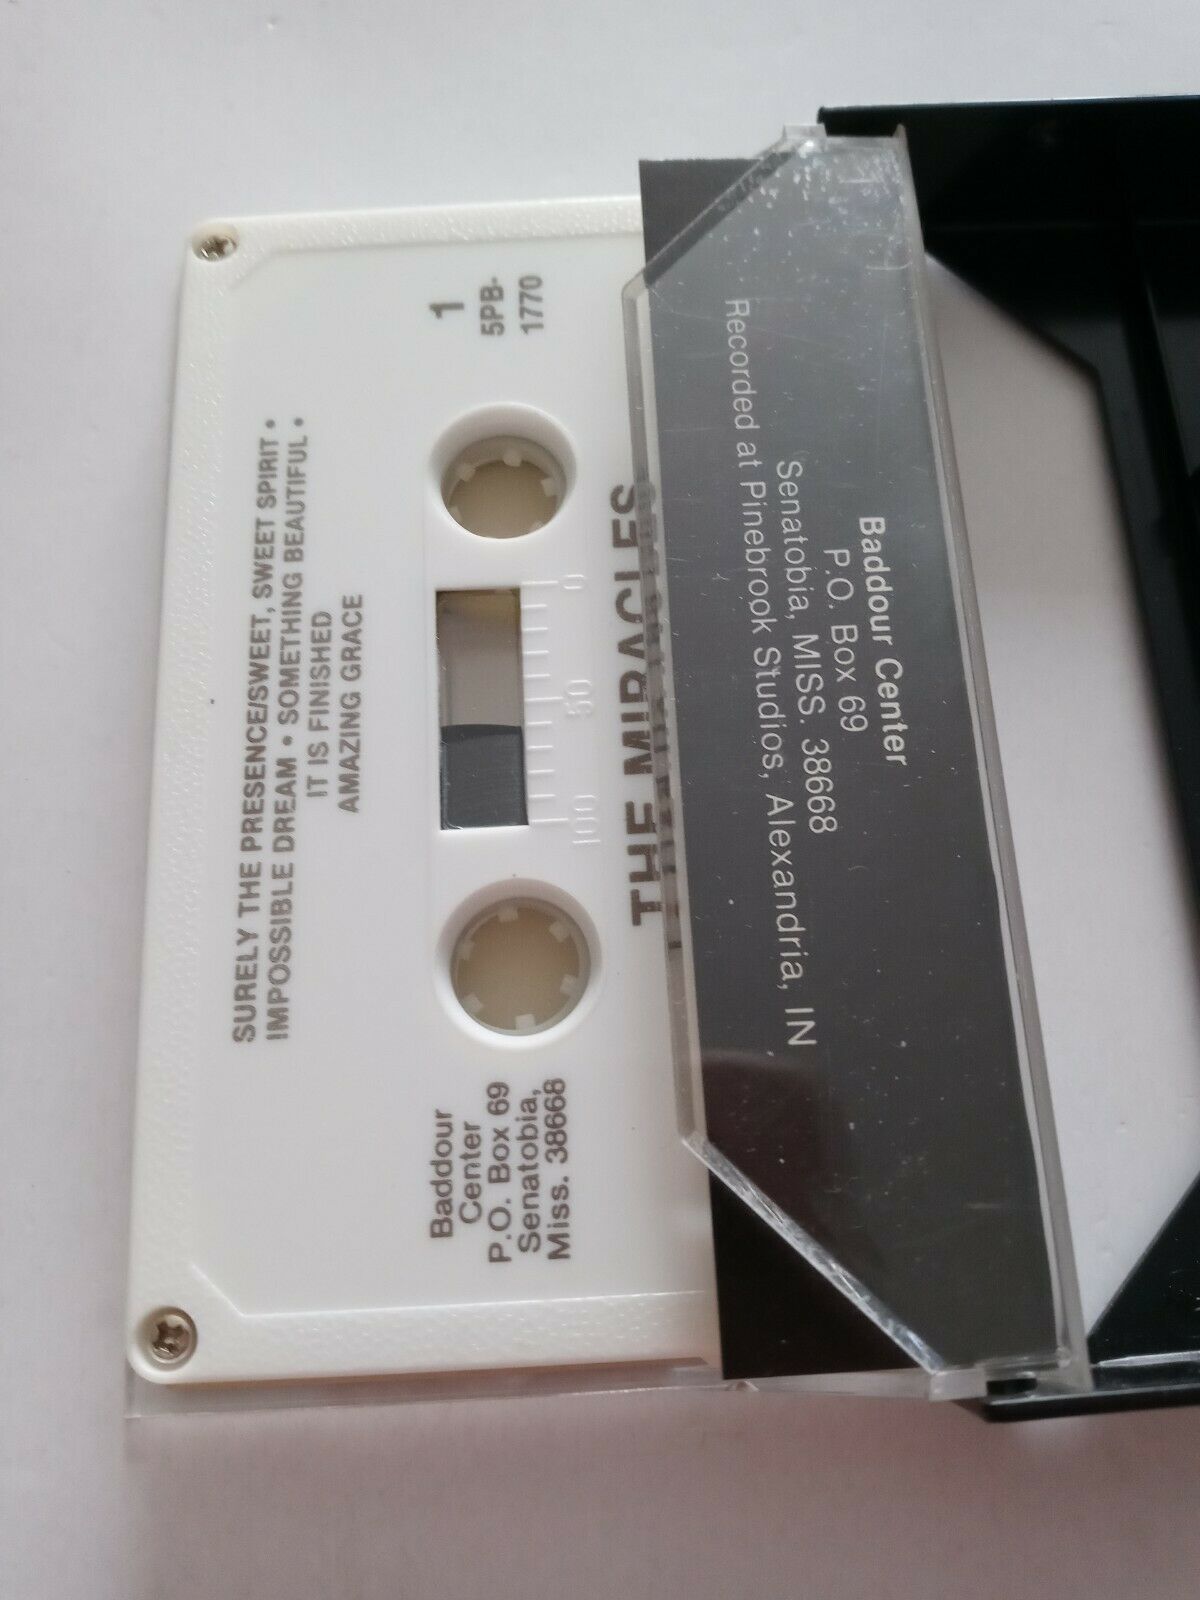 THE MIRACLES
1
5PB-
1770
Baddour
Center
P.O. Box 69
Senatobia,
Miss. 38668
0
50
100
SURELY THE PRESENCE/SWEET, SWEET SPIRIT •
IMPOSSIBLE DREAM • SOMETHING BEAUTIFUL •
IT IS FINISHED
AMAZING GRACE
Baddour Center
P.O. Box 69
Senatobia, MISS. 38668
Recorded at Pinebrook Studios, Alexandria, IN